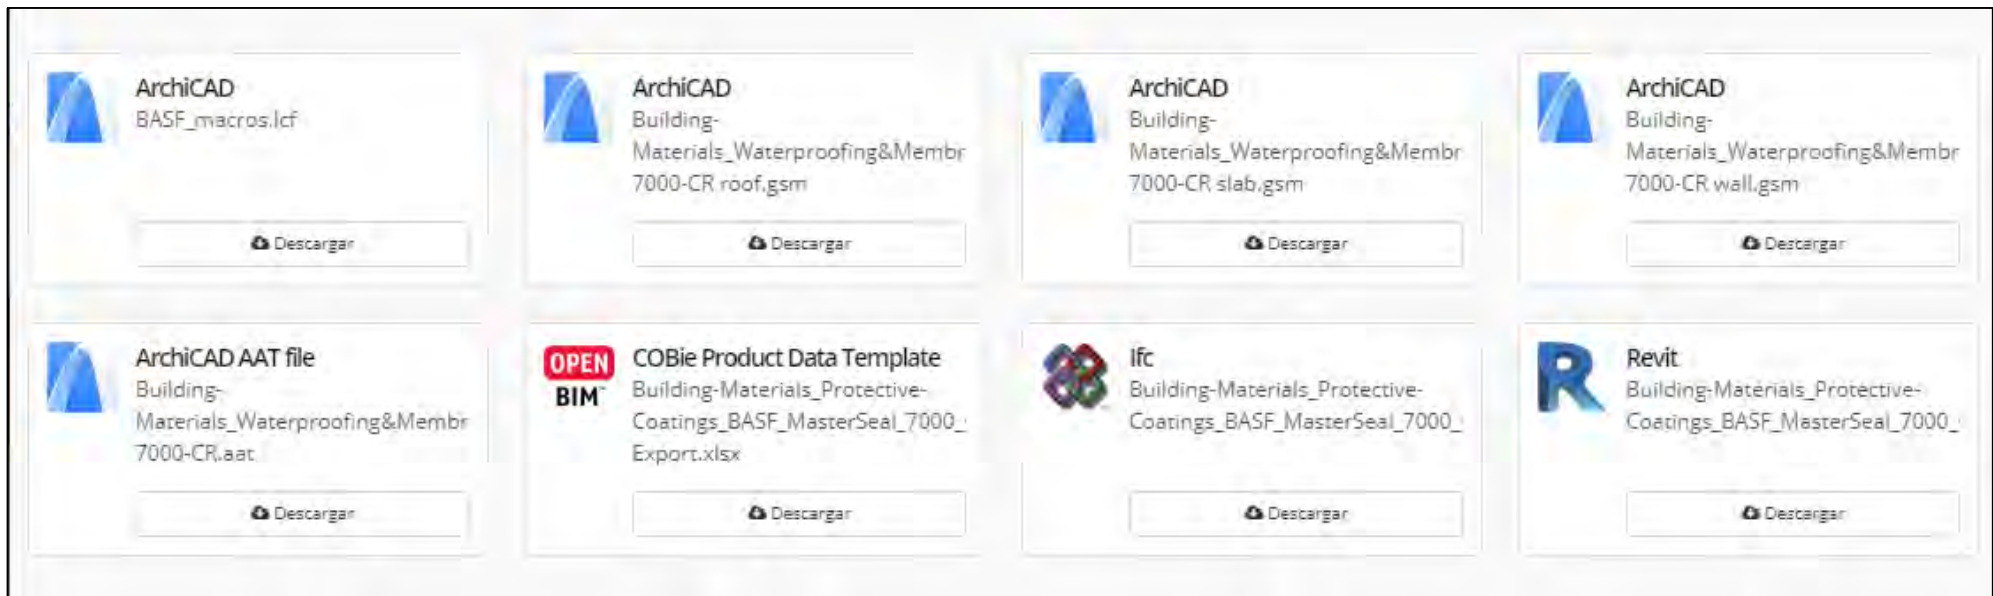 ArchiCAD
BASF_macros.lcf
Descargar
ArchiCAD
Building-
Materials_Waterproofing&Membr
7000-CR roof.gsm
Descargar
ArchiCAD
Building-
Materials_Waterproofing&Membr
7000-CR slab.gsm
Descargar
ArchiCAD
Building-
Materials_Waterproofing&Membr
7000-CR wall.gsm
Descargar
ArchiCAD AAT file
Building-
Materials_Waterproofing&Membr
7000-CR.aat
Descargar
OPEN
BIM
COBie Product Data Template
Building-Materials_Protective-
Coatings_BASF_MasterSeal_7000_
Export.xlsx
Descargar
Ifc
Building-Materials_Protective-
Coatings_BASF_MasterSeal_7000_
Descargar
R
Revit
Building-Materials_Protective-
Coatings_BASF_MasterSeal_7000_
Descargar